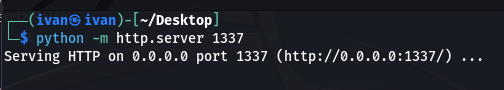 ┌──(ivan㉿ivan)-[~/Desktop]
└─$ python -m http.server 1337
Serving HTTP on 0.0.0.0 port 1337 (http://0.0.0.0:1337/) ...